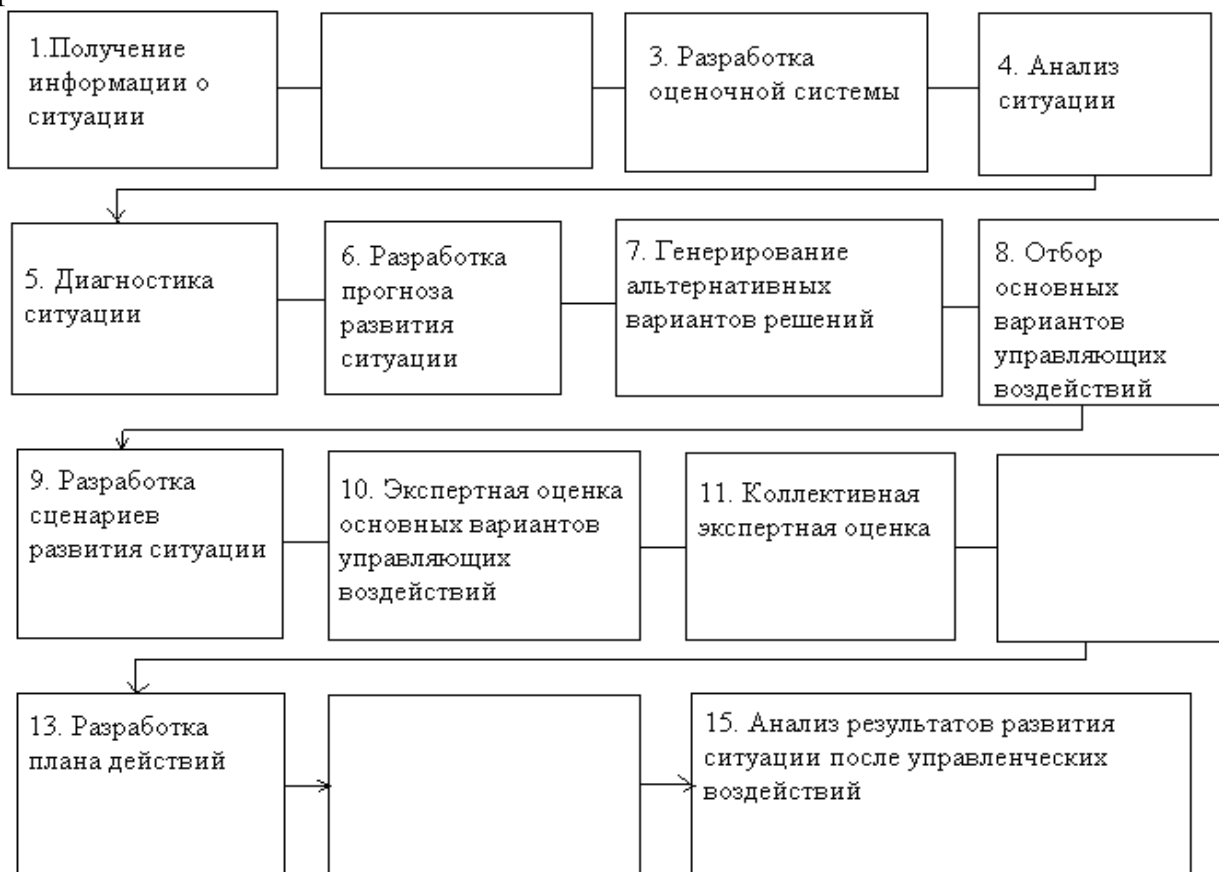 1.Получение
информации о
ситуации
3. Разработка
оценочной системы
4. Анализ
ситуации
5. Диагностика
ситуации
6. Разработка
прогноза
развития
ситуации
7. Генерирование
альтернативных
вариантов решений
8. Отбор
основных
вариантов
управляющих
воздействий
9. Разработка
сценариев
развития ситуации
10. Экспертная оценка
основных вариантов
управляющих
воздействий
11. Коллективная
экспертная оценка
13. Разработка
плана действий
15. Анализ результатов развития
ситуации после управленческих
воздействий